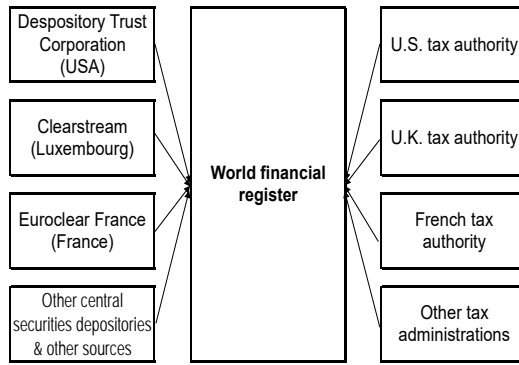 Despository Trust
Corporation
(USA)
Clearstream
(Luxembourg)
Euroclear France
(France)
Other central
securities depositories
& other sources
World financial
register
U.S. tax authority
U.K. tax authority
French tax
authority
Other tax
administrations